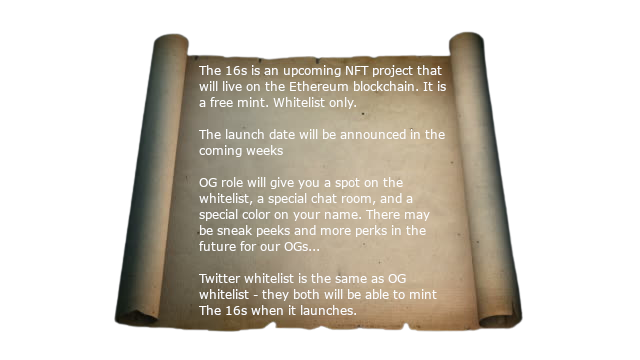 The 16s is an upcoming NFT project that
will live on the Ethereum blockchain. It is
a free mint. Whitelist only.
The launch date will be announced in the
coming weeks
OG role will give you a spot on the
whitelist, a special chat room, and a
special color on your name. There may
be sneak peeks and more perks in the
future for our OGs...
Twitter whitelist is the same as OG
whitelist - they both will be able to mint
The 16s when it launches.